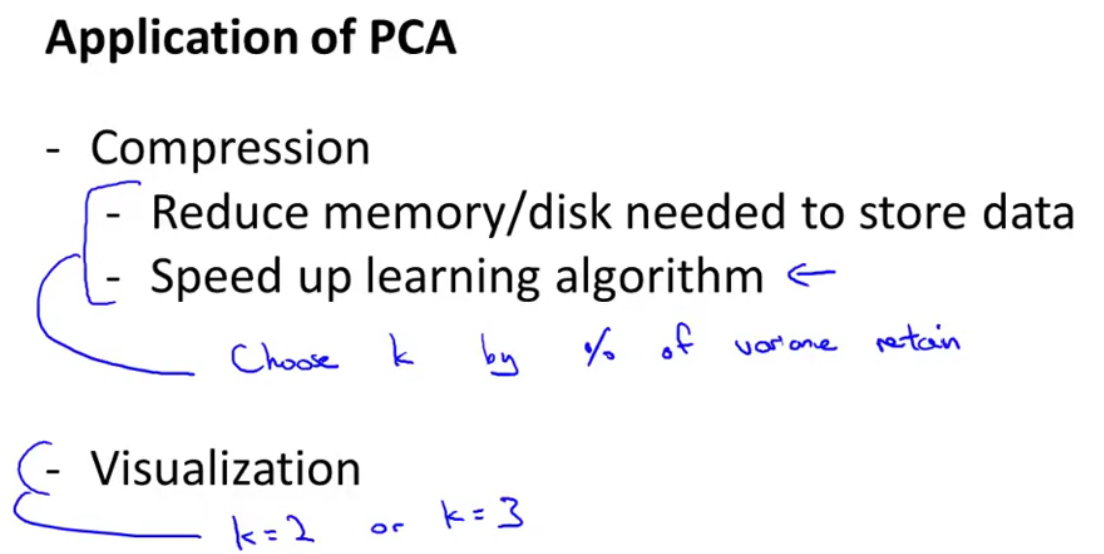 Application of PCA
- Compression
- Reduce memory/disk needed to store data
- Speed up learning algorithm ←
Choose k by % of variance retain
- Visualization
k=2 or k=3